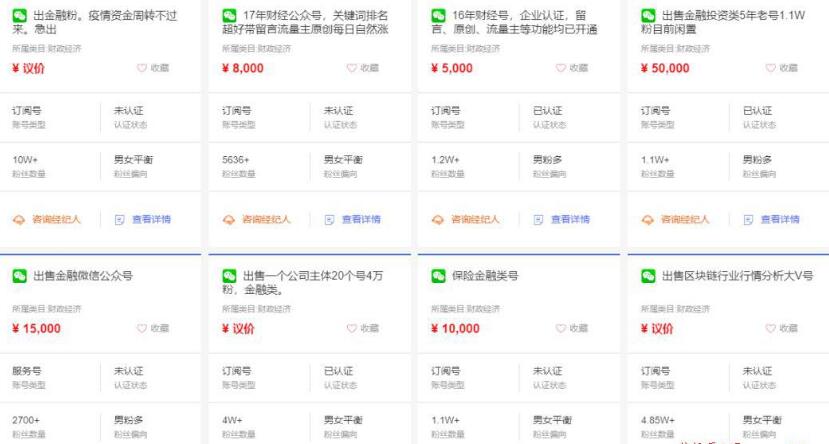 出金融粉。疫情资金周转不过
来。急出
所属类目:财政经济
¥ 议价
收藏
订阅号
账号类型
未认证
认证状态
10W+
粉丝数量
男女平衡
粉丝偏向
咨询经纪人
查看详情
17年财经公众号，关键词排名
超好带留言流量主原创每日自然涨
所属类目:财政经济
¥ 8,000
收藏
订阅号
账号类型
未认证
认证状态
5636+
粉丝数量
男女平衡
粉丝偏向
咨询经纪人
查看详情
16年财经号，企业认证，留
言、原创、流量主等功能均已开通
所属类目:财政经济
¥ 5,000
收藏
订阅号
账号类型
已认证
认证状态
1.2W+
粉丝数量
男粉多
粉丝偏向
咨询经纪人
查看详情
出售金融投资类5年老号1.1W
粉目前闲置
所属类目:财政经济
¥ 50,000
收藏
订阅号
账号类型
已认证
认证状态
1.1W+
粉丝数量
男粉多
粉丝偏向
咨询经纪人
查看详情
出售金融微信公众号
所属类目:财政经济
¥ 15,000
收藏
服务号
账号类型
未认证
认证状态
2700+
粉丝数量
男粉多
粉丝偏向
出售一个公司主体20个号4万
粉，金融类。
所属类目:财政经济
¥ 议价
收藏
订阅号
账号类型
已认证
认证状态
4W+
粉丝数量
男女平衡
粉丝偏向
保险金融类号
所属类目:财政经济
¥ 10,000
收藏
订阅号
账号类型
未认证
认证状态
1.1W+
粉丝数量
男女平衡
粉丝偏向
出售区块链行业行情分析大V号
所属类目:财政经济
¥ 议价
收藏
订阅号
账号类型
未认证
认证状态
4.85W+
粉丝数量
男女平衡
粉丝偏向